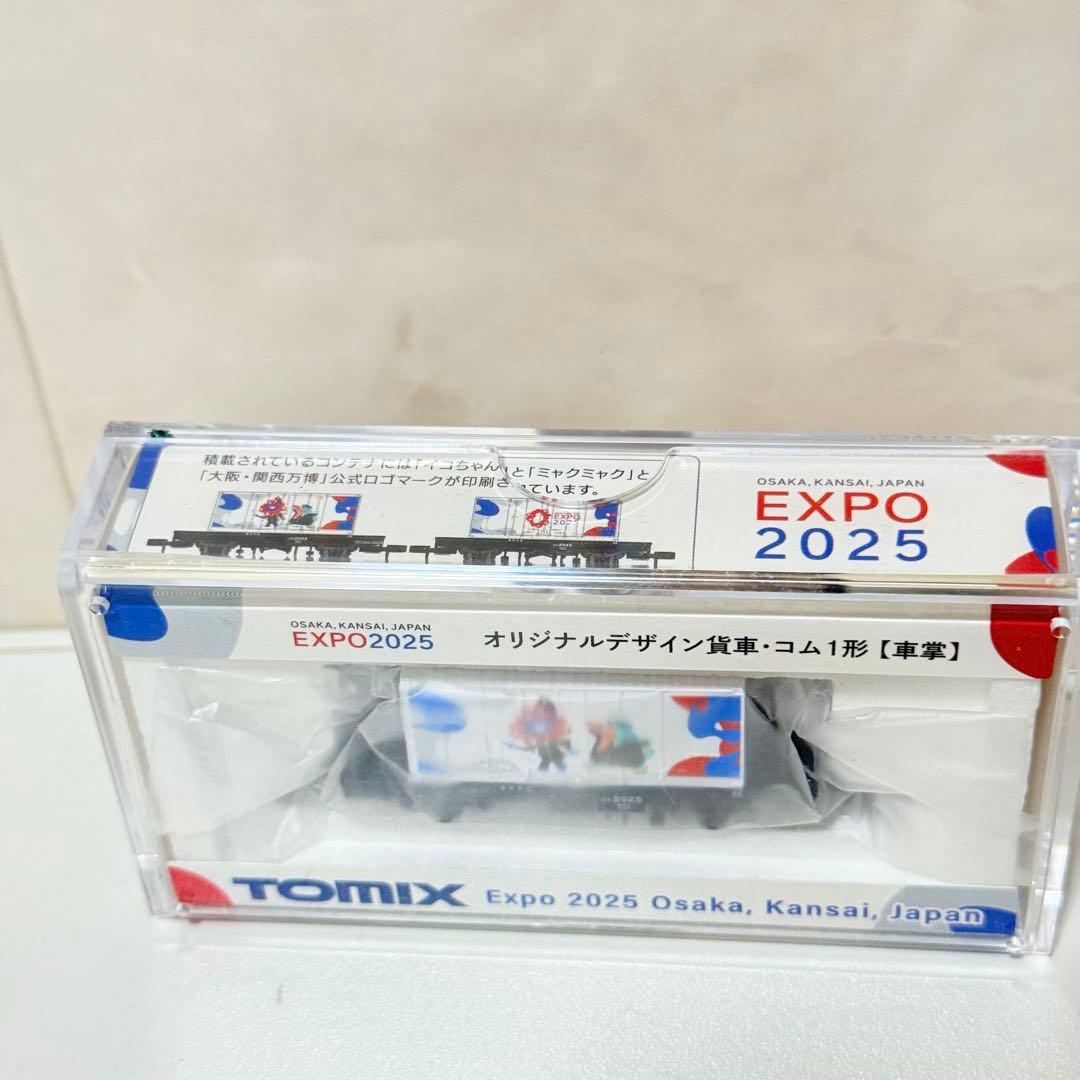 積載されているコンテナには「イコちゃん」と「ミャクミャク」と
「大阪・関西万博」公式ロゴマークが印刷されています。
EXPO
2025
OSAKA, KANSAI, JAPAN
EXPO
2025
OSAKA, KANSAI, JAPAN
EXPO2025
オリジナルデザイン貨車・コム1形【車掌】
2025
TOMIX
Expo 2025 Osaka, Kansai, Japan